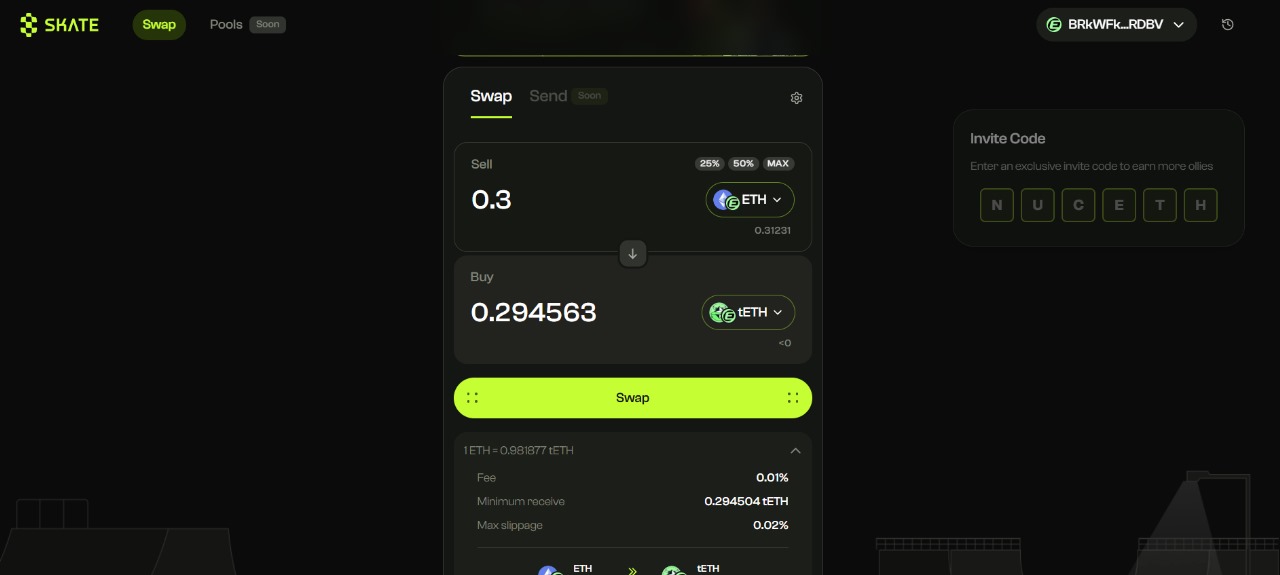 SKATE
Swap
Pools Soon
BRkWFk...RDBV
Swap
Send Soon
Invite Code
Enter an exclusive invite code to earn more ollies
N U C E T H
Sell
25% 50% MAX
0.3
ETH
0.31231
Buy
0.294563
tETH
<0
Swap
1 ETH = 0.981877 tETH
Fee 0.01%
Minimum receive 0.294504 tETH
Max slippage 0.02%
ETH
tETH